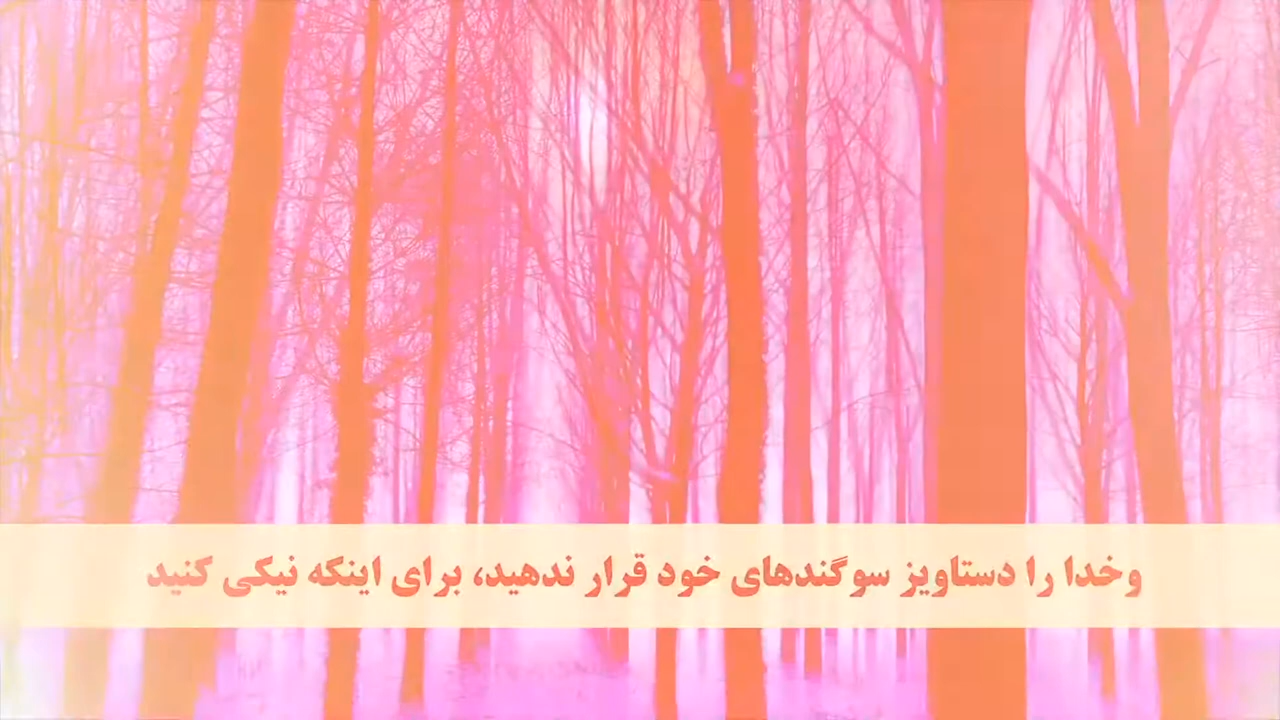 وخدا را دستاویز سوگندهای خود قرار ندهید، برای اینکه نیکی کنید